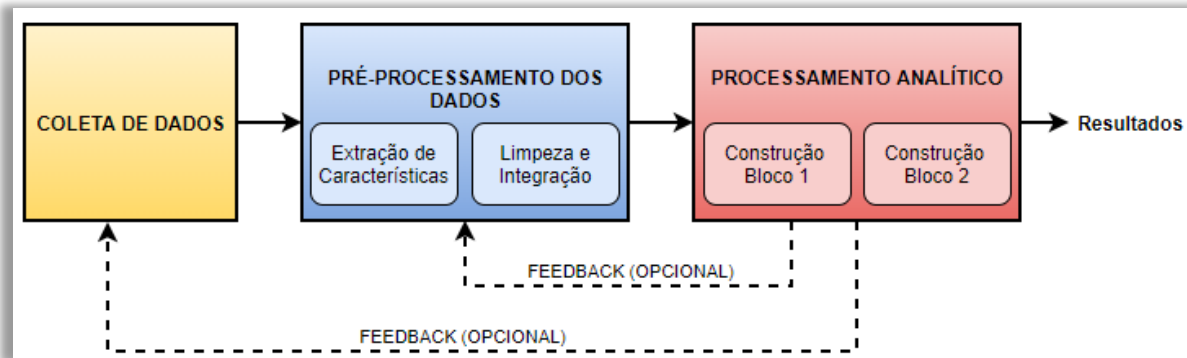 COLETA DE DADOS
PRÉ-PROCESSAMENTO DOS
DADOS
Extração de
Características
Limpeza e
Integração
PROCESSAMENTO ANALÍTICO
Construção
Bloco 1
Construção
Bloco 2
Resultados
FEEDBACK (OPCIONAL)
FEEDBACK (OPCIONAL)